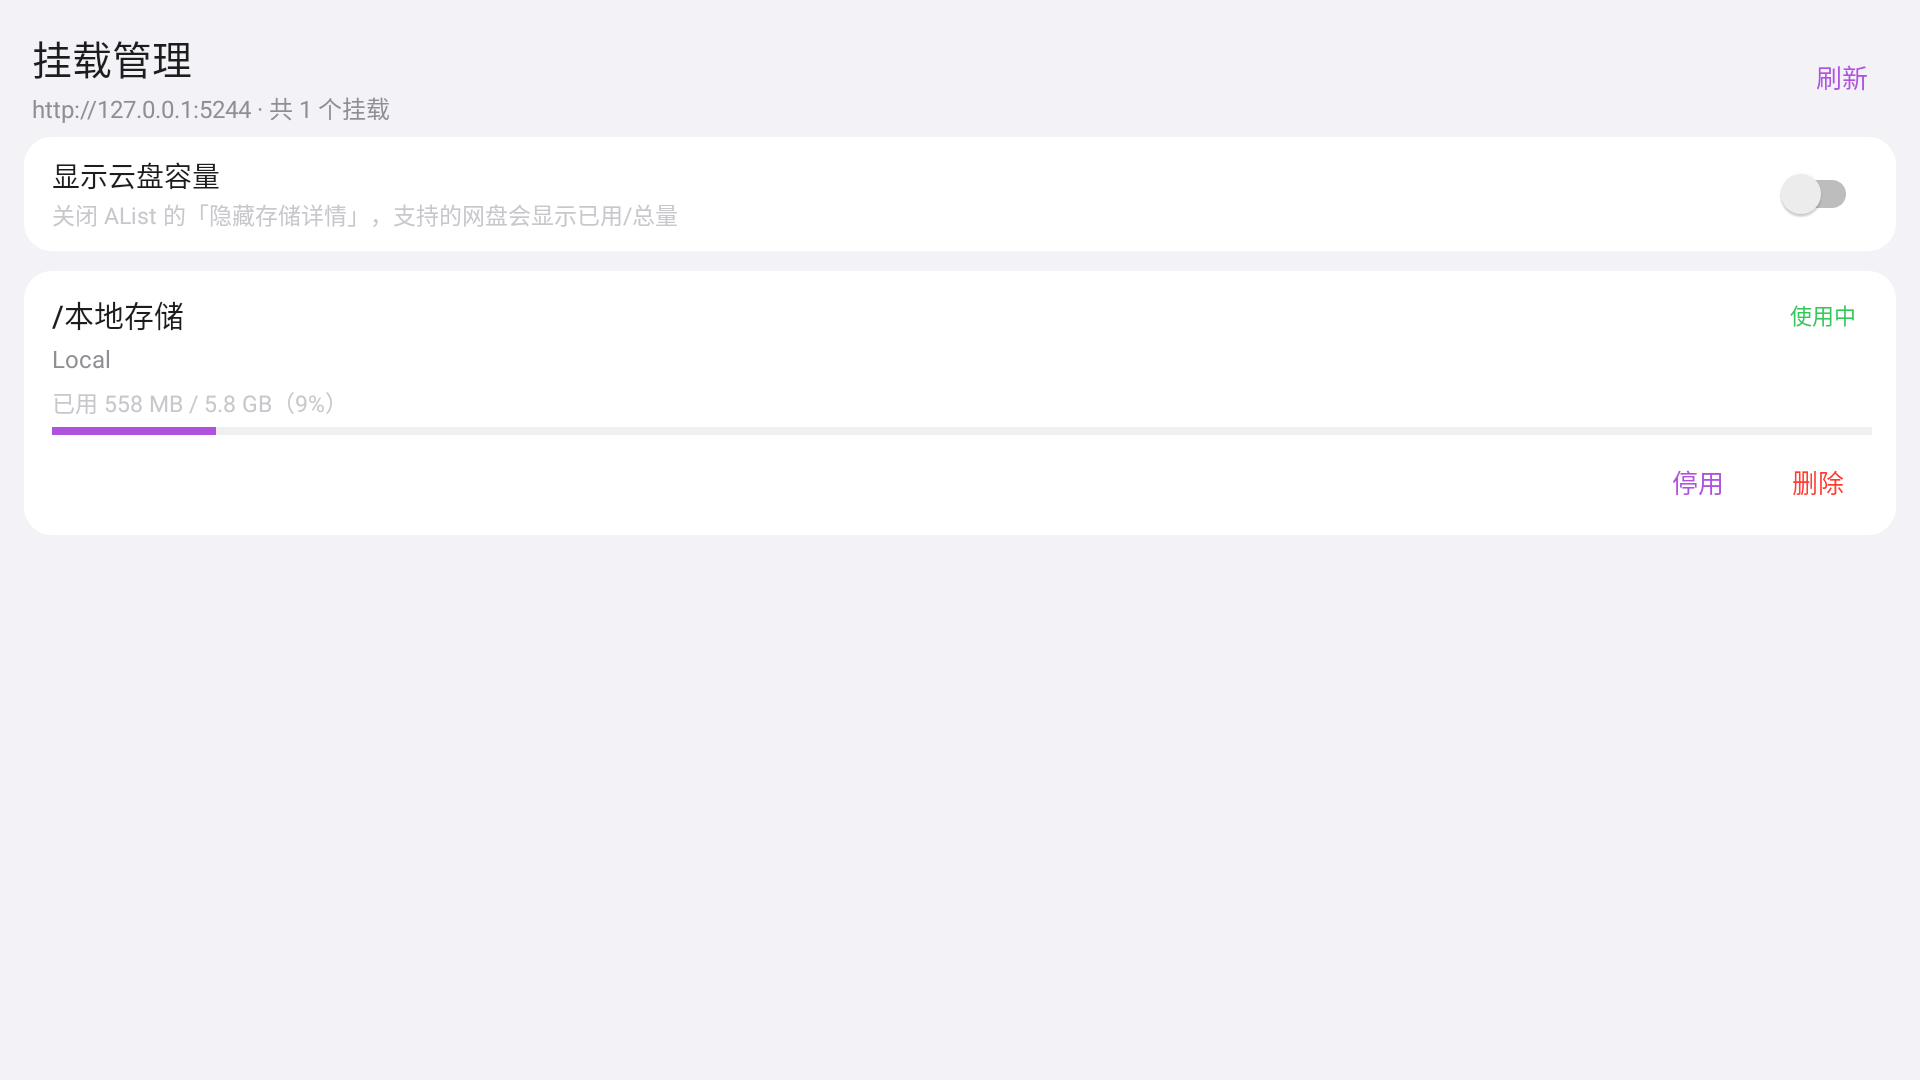 挂载管理
http://127.0.0.1:5244 · 共 1 个挂载
刷新
显示云盘容量
关闭 AList 的「隐藏存储详情」，支持的网盘会显示已用/总量
/本地存储
使用中
Local
已用 558 MB / 5.8 GB（9%）
停用
删除